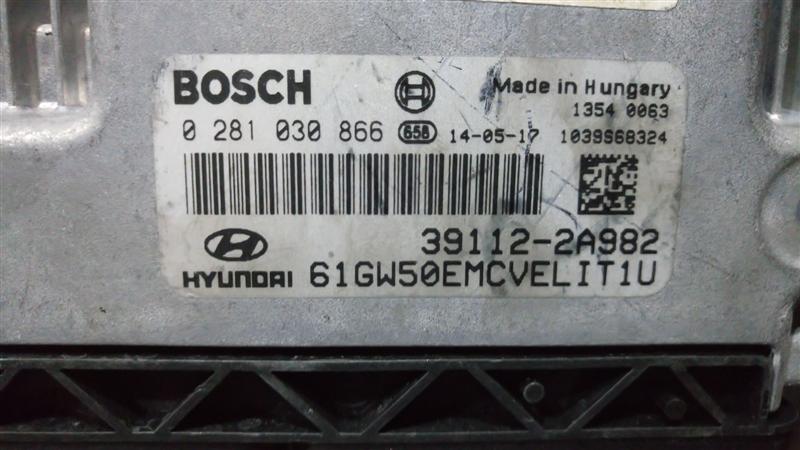 BOSCH
Made in Hungary
1354 0063
0 281 030 866 658 14-05-17 1039S68324
39112-2A982
HYUNDAI 61GW50EMCVELIT1U